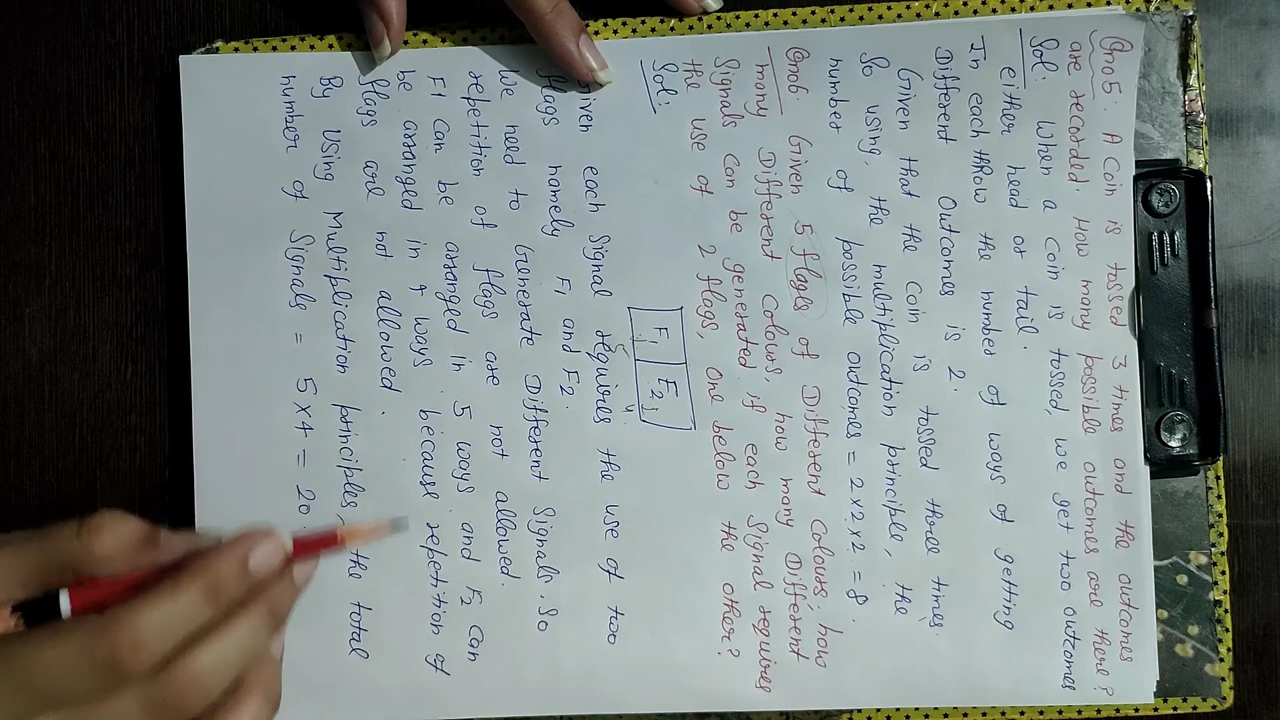 Qno5: A Coin is tossed 3 times and the outcomes
are recorded. How many possible outcomes are there?
Sol: When a Coin is tossed, we get two outcomes
either head or tail.
In each throw the number of ways of getting
Different Outcomes is 2.
Given that the coin is tossed three times.
So using, the multiplication principle, the
number of possible outcomes = 2×2×2 = 8.
Qno6: Given 5 flages of Different Colours, how
many Different Colours, how many Different
Signals can be generated if each signal requires
the use of 2 flags, one below the other?
Sol:
F1 F2
Given each Signal requires the use of two
flags namely F1 and F2.
We need to Generate Different Signals. So
repetition of flags are not allowed.
F1 can be arranged in 5 ways and F2 can
be arranged in 4 ways because repetition of
flags are not allowed.
By Using Multiplication principles, the total
number of Signals = 5×4 = 20.